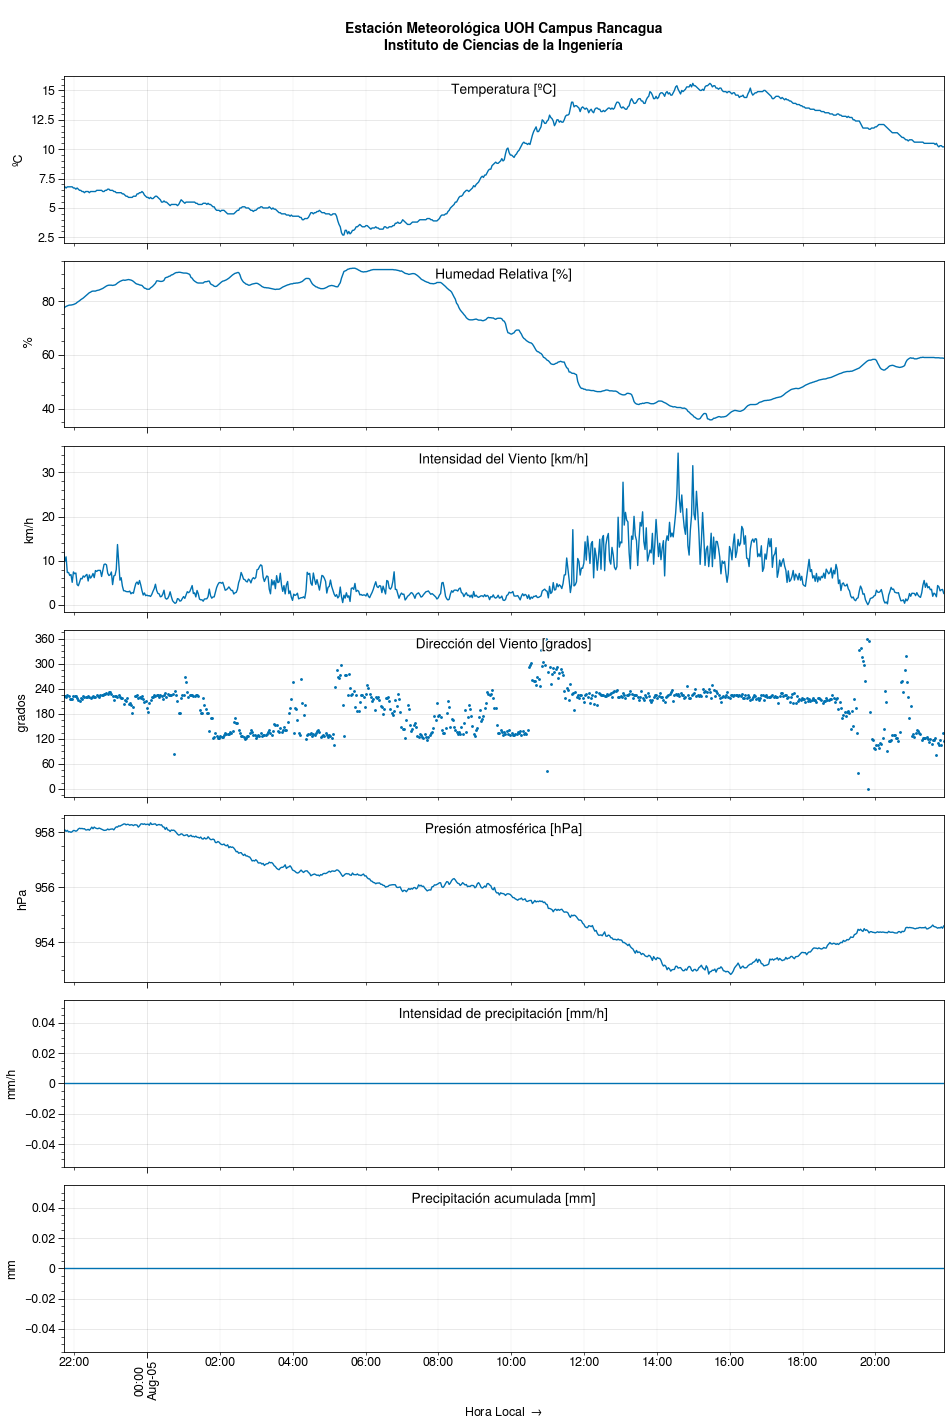 Estación Meteorológica UOH Campus Rancagua
Instituto de Ciencias de la Ingeniería
Temperatura [ºC]
15
12.5
10
7.5
5
2.5
ºC
Humedad Relativa [%]
80
60
40
%
Intensidad del Viento [km/h]
30
20
10
0
km/h
Dirección del Viento [grados]
360
300
240
180
120
60
0
grados
Presión atmosférica [hPa]
958
956
954
hPa
Intensidad de precipitación [mm/h]
0.04
0.02
0
−0.02
−0.04
mm/h
Precipitación acumulada [mm]
0.04
0.02
0
−0.02
−0.04
mm
22:00
00:00
Aug-05
02:00
04:00
06:00
08:00
10:00
12:00
14:00
16:00
18:00
20:00
Hora Local →